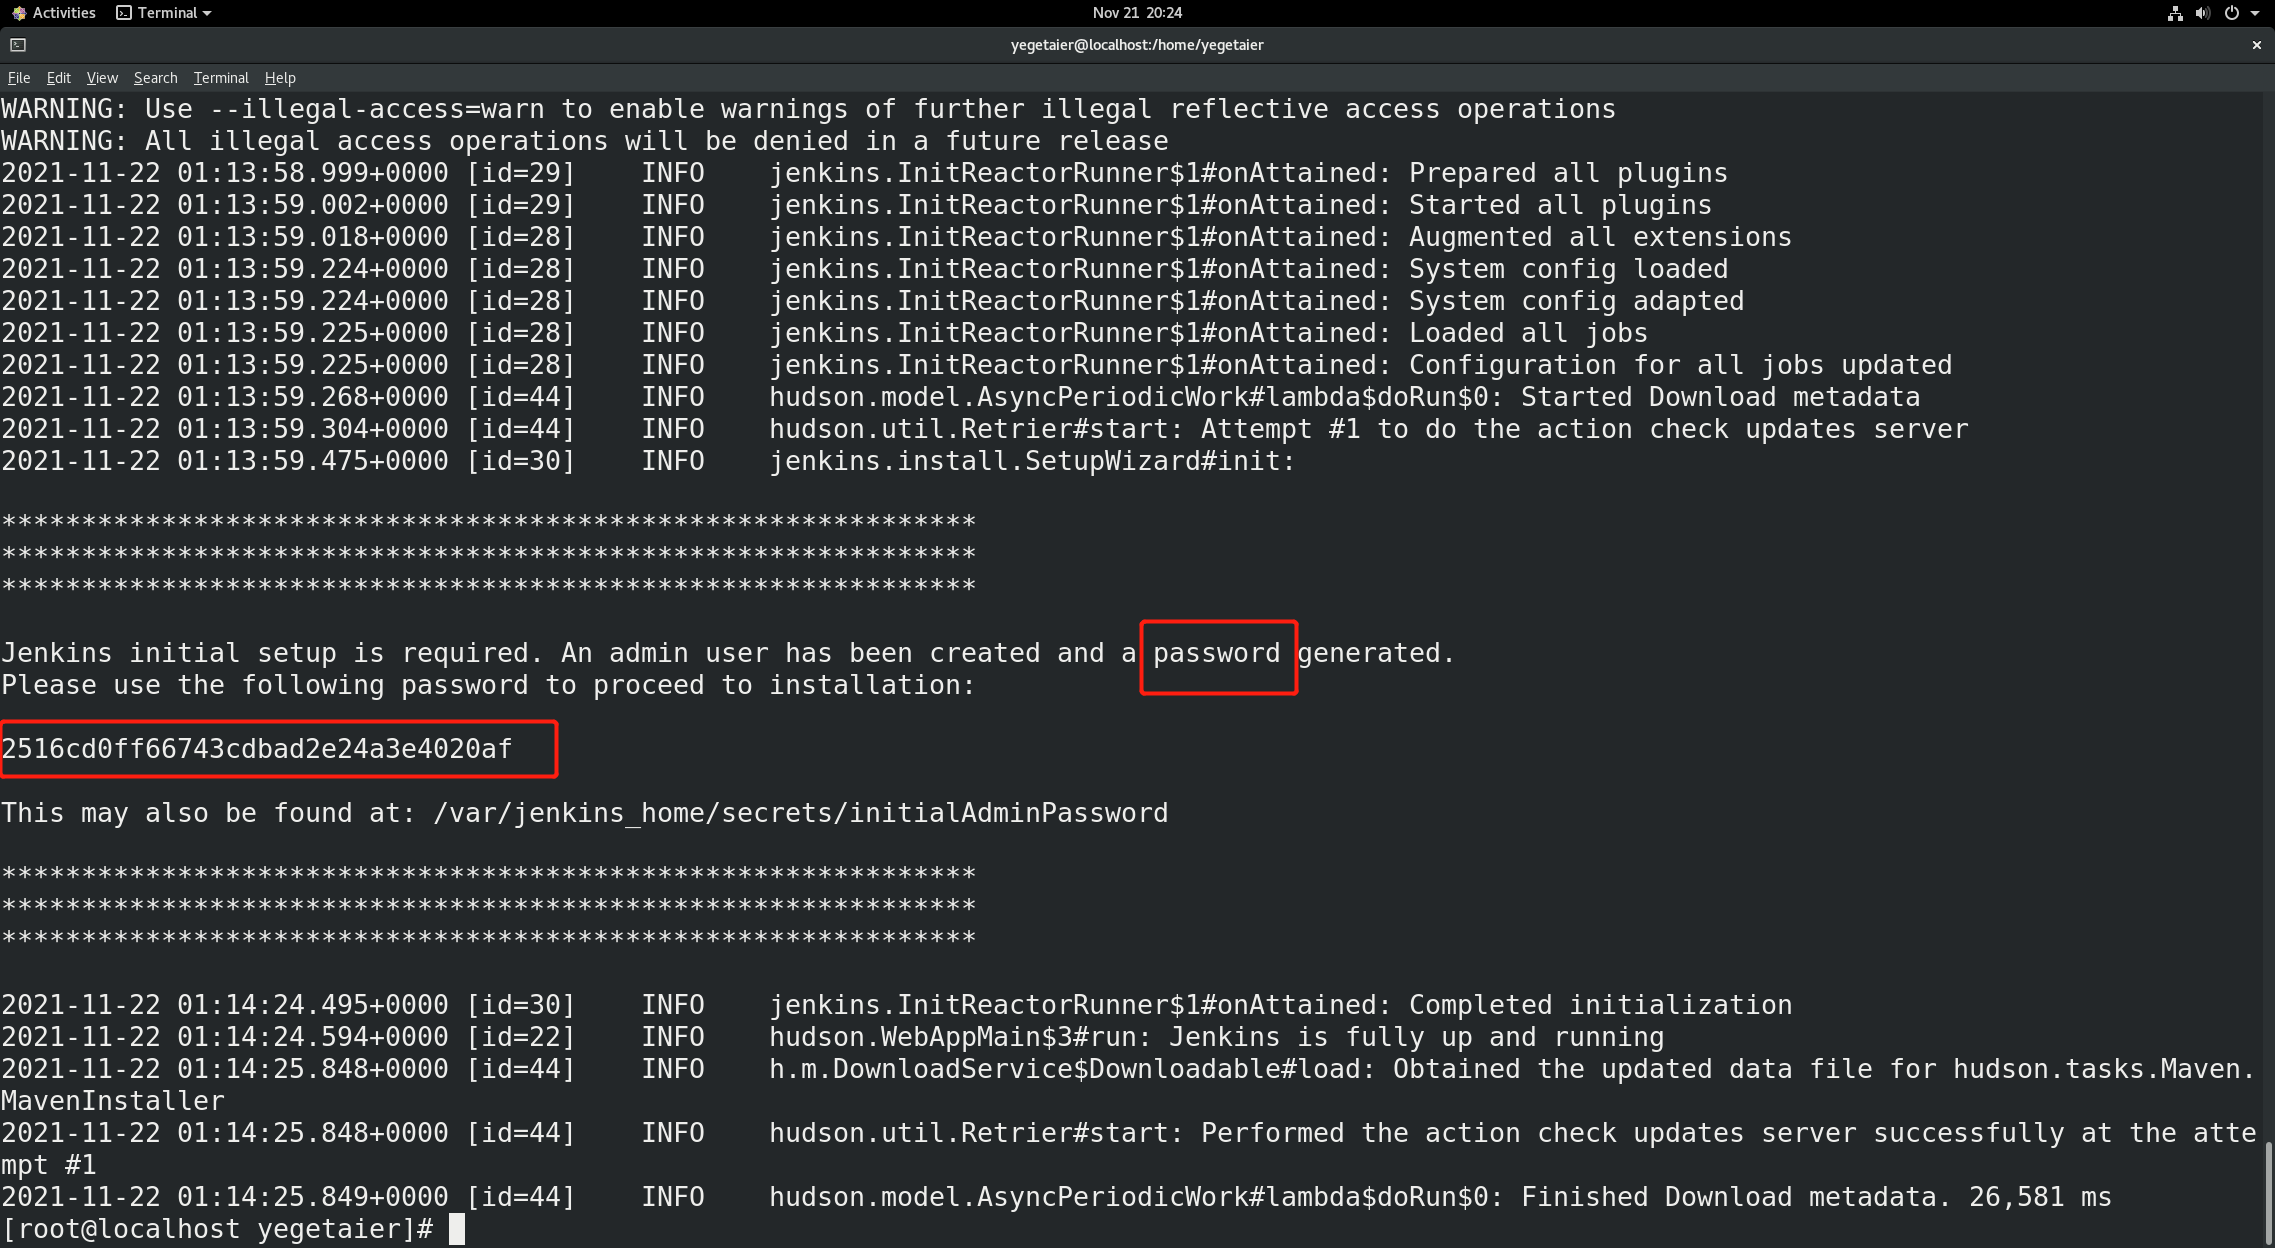 Activities Terminal Nov 21 20:24
yegetaier@localhost:/home/yegetaier ×
File Edit View Search Terminal Help
WARNING: Use --illegal-access=warn to enable warnings of further illegal reflective access operations
WARNING: All illegal access operations will be denied in a future release
2021-11-22 01:13:58.999+0000 [id=29] INFO jenkins.InitReactorRunner$1#onAttained: Prepared all plugins
2021-11-22 01:13:59.002+0000 [id=29] INFO jenkins.InitReactorRunner$1#onAttained: Started all plugins
2021-11-22 01:13:59.018+0000 [id=28] INFO jenkins.InitReactorRunner$1#onAttained: Augmented all extensions
2021-11-22 01:13:59.224+0000 [id=28] INFO jenkins.InitReactorRunner$1#onAttained: System config loaded
2021-11-22 01:13:59.224+0000 [id=28] INFO jenkins.InitReactorRunner$1#onAttained: System config adapted
2021-11-22 01:13:59.225+0000 [id=28] INFO jenkins.InitReactorRunner$1#onAttained: Loaded all jobs
2021-11-22 01:13:59.225+0000 [id=28] INFO jenkins.InitReactorRunner$1#onAttained: Configuration for all jobs updated
2021-11-22 01:13:59.268+0000 [id=44] INFO hudson.model.AsyncPeriodicWork#lambda$doRun$0: Started Download metadata
2021-11-22 01:13:59.304+0000 [id=44] INFO hudson.util.Retrier#start: Attempt #1 to do the action check updates server
2021-11-22 01:13:59.475+0000 [id=30] INFO jenkins.install.SetupWizard#init:
*************************************************************
*************************************************************
*************************************************************
Jenkins initial setup is required. An admin user has been created and a password generated.
Please use the following password to proceed to installation:
2516cd0ff66743cdbad2e24a3e4020af
This may also be found at: /var/jenkins_home/secrets/initialAdminPassword
*************************************************************
*************************************************************
*************************************************************
2021-11-22 01:14:24.495+0000 [id=30] INFO jenkins.InitReactorRunner$1#onAttained: Completed initialization
2021-11-22 01:14:24.594+0000 [id=22] INFO hudson.WebAppMain$3#run: Jenkins is fully up and running
2021-11-22 01:14:25.848+0000 [id=44] INFO h.m.DownloadService$Downloadable#load: Obtained the updated data file for hudson.tasks.Maven.
MavenInstaller
2021-11-22 01:14:25.848+0000 [id=44] INFO hudson.util.Retrier#start: Performed the action check updates server successfully at the atte
mpt #1
2021-11-22 01:14:25.849+0000 [id=44] INFO hudson.model.AsyncPeriodicWork#lambda$doRun$0: Finished Download metadata. 26,581 ms
[root@localhost yegetaier]#